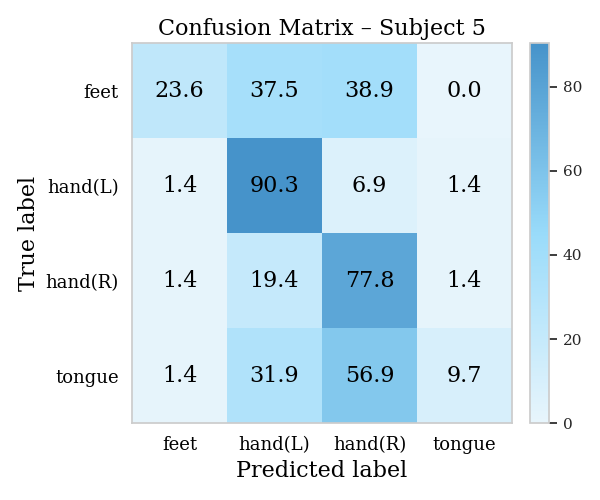 Confusion Matrix – Subject 5
feet 23.6 37.5 38.9 0.0
hand(L) 1.4 90.3 6.9 1.4
hand(R) 1.4 19.4 77.8 1.4
tongue 1.4 31.9 56.9 9.7
feet hand(L) hand(R) tongue
Predicted label
True label
80
60
40
20
0